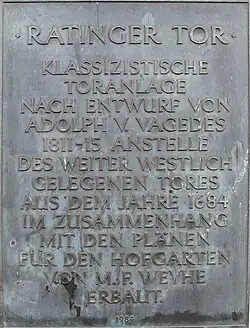 · RATINGER TOR ·
KLASSIZISTISCHE
TORANLAGE
NACH ENTWURF VON
ADOLPH V. VAGEDES
1811-15 ANSTELLE
DES WEITER WESTLICH
GELEGENEN TORES
AUS DEM JAHRE 1684
IM ZUSAMMENHANG
MIT DEN PLÄNEN
FÜR DEN HOFGARTEN
VON M.F. WEYHE
ERBAUT